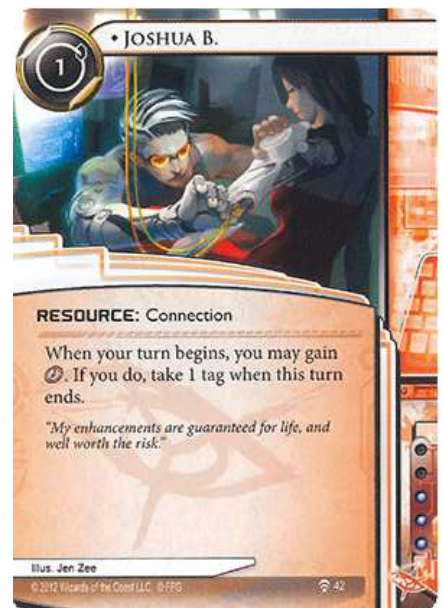 • JOSHUA B.
1
RESOURCE: Connection
When your turn begins, you may gain
. If you do, take 1 tag when this turn
ends.
"My enhancements are guaranteed for life, and
well worth the risk."
Illus. Jen Zee
© 2012 Wizards of the Coast LLC. © FFG
42